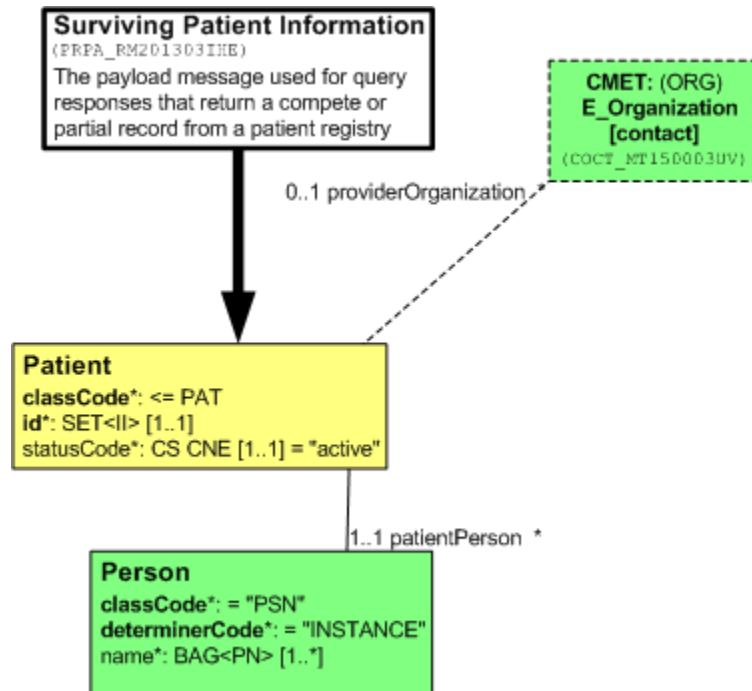 Surviving Patient Information
(PRPA_RM201303IHE)
The payload message used for query
responses that return a compete or
partial record from a patient registry
CMET: (ORG)
E_Organization
[contact]
(COCT_MT150003UV)
0..1 providerOrganization
Patient
classCode*: <= PAT
id*: SET<II> [1..1]
statusCode*: CS CNE [1..1] = "active"
1..1 patientPerson *
Person
classCode*: = "PSN"
determinerCode*: = "INSTANCE"
name*: BAG<PN> [1..*]